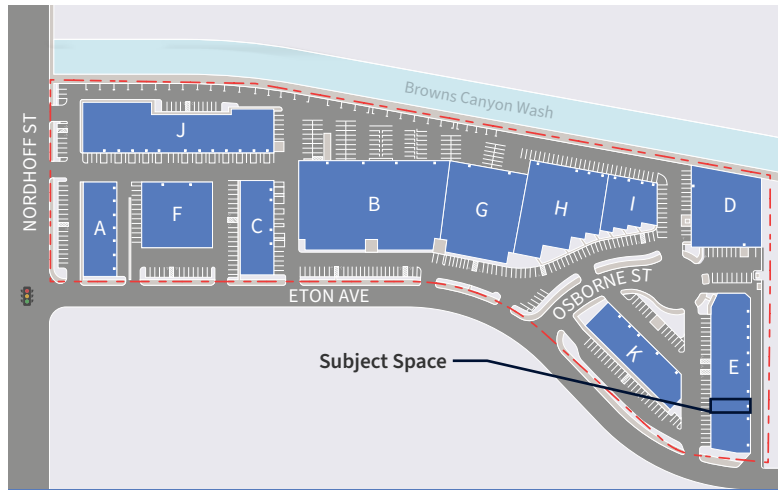 Browns Canyon Wash
NORDHOFF ST
J
A
F
C
B
G
H
I
D
ETON AVE
OSBORNE ST
K
E
Subject Space